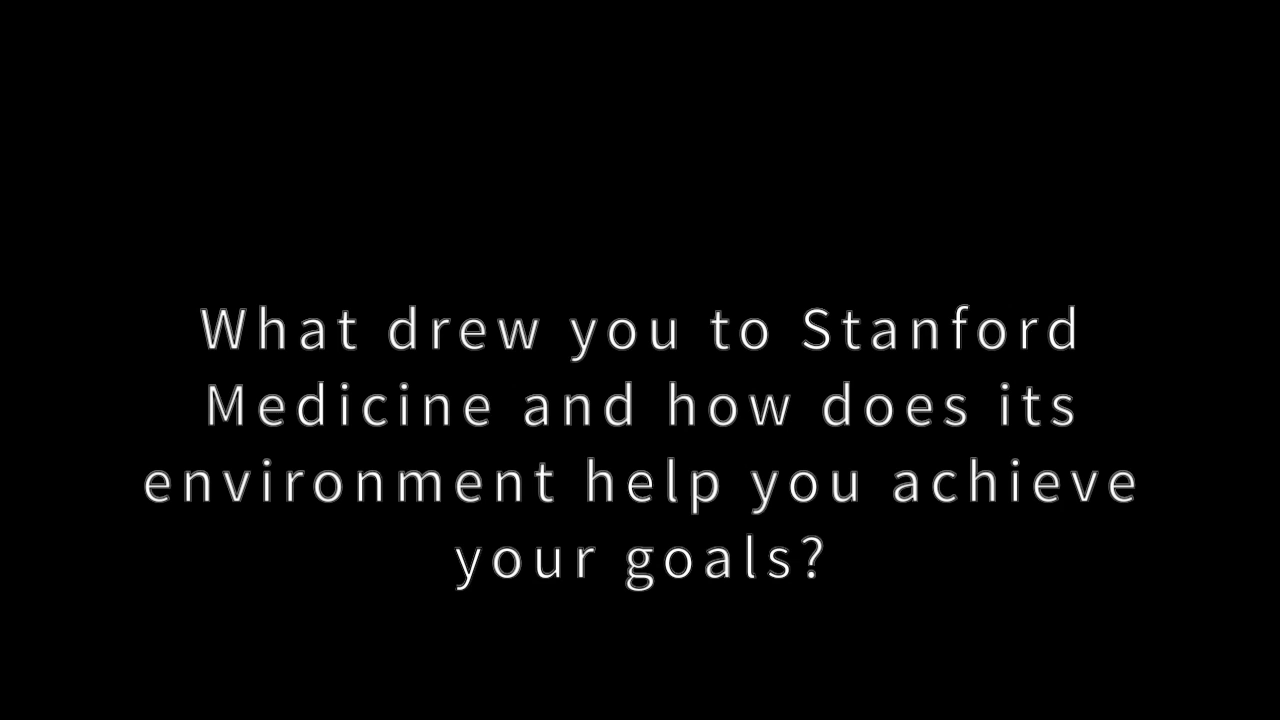 What drew you to Stanford
Medicine and how does its
environment help you achieve
your goals?